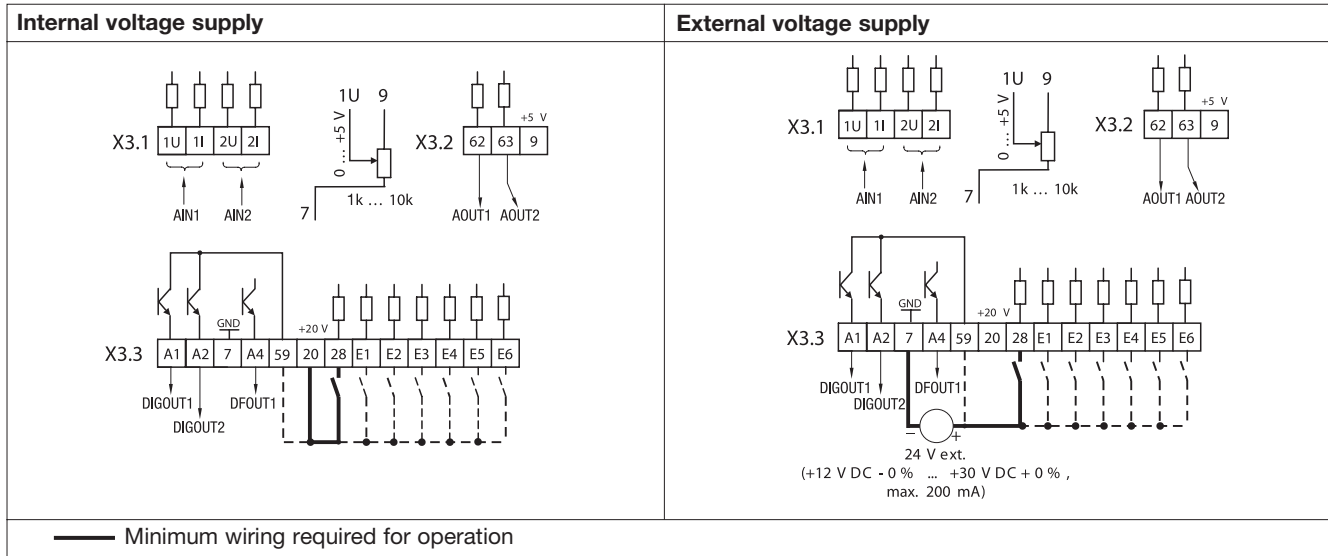 Internal voltage supply
1U 9
0 ... +5 V
+5 V
X3.1 1U 1I 2U 2I
X3.2 62 63 9
1k ... 10k
7
AIN1 AIN2
AOUT1 AOUT2
GND
+20 V
X3.3 A1 A2 7 A4 59 20 28 E1 E2 E3 E4 E5 E6
DIGOUT1 DFOUT1
DIGOUT2
External voltage supply
1U 9
0 ... +5 V
+5 V
X3.1 1U 1I 2U 2I
X3.2 62 63 9
1k ... 10k
7
AIN1 AIN2
AOUT1 AOUT2
GND
+20 V
X3.3 A1 A2 7 A4 59 20 28 E1 E2 E3 E4 E5 E6
DIGOUT1 DFOUT1
DIGOUT2
– +
24 V ext.
(+12 V DC - 0 % ... +30 V DC + 0 % ,
max. 200 mA)
Minimum wiring required for operation